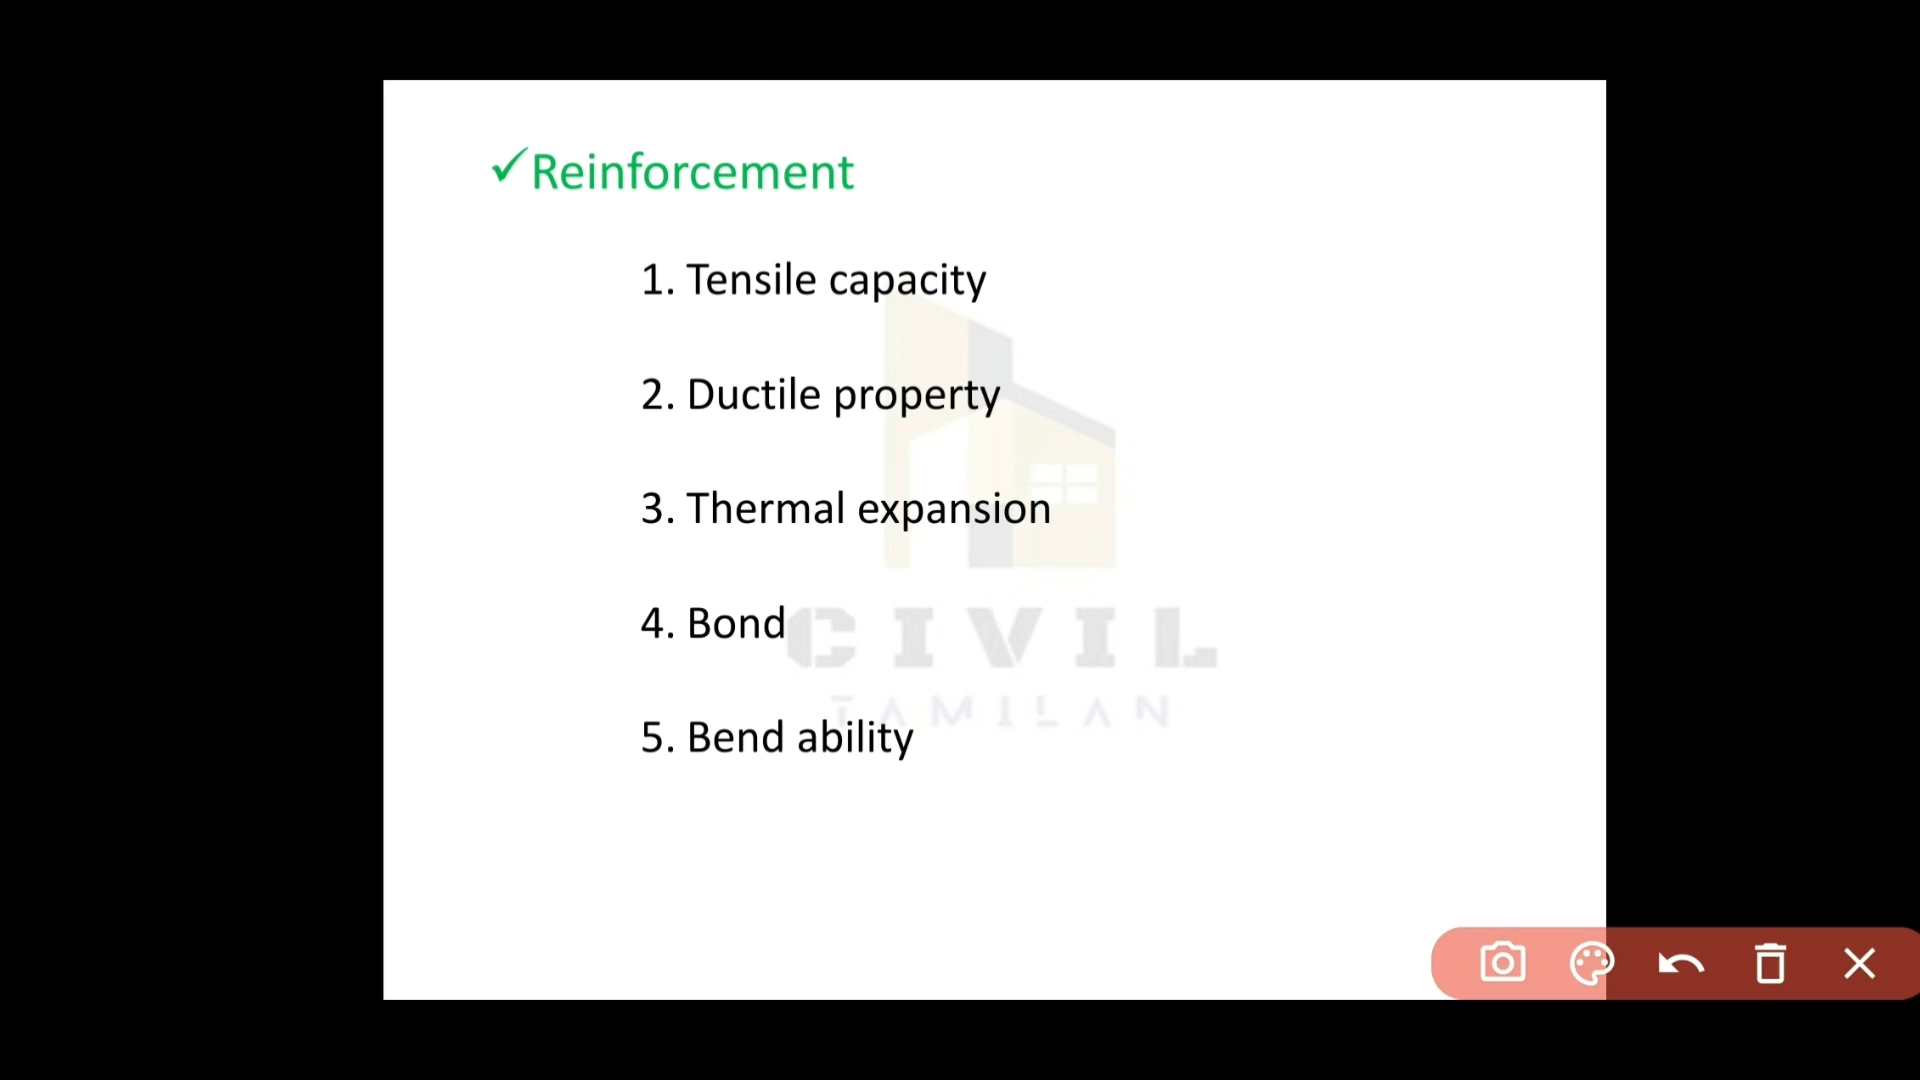 ✓Reinforcement
1. Tensile capacity
2. Ductile property
3. Thermal expansion
4. Bond
5. Bend ability
CIVIL
TAMILAN